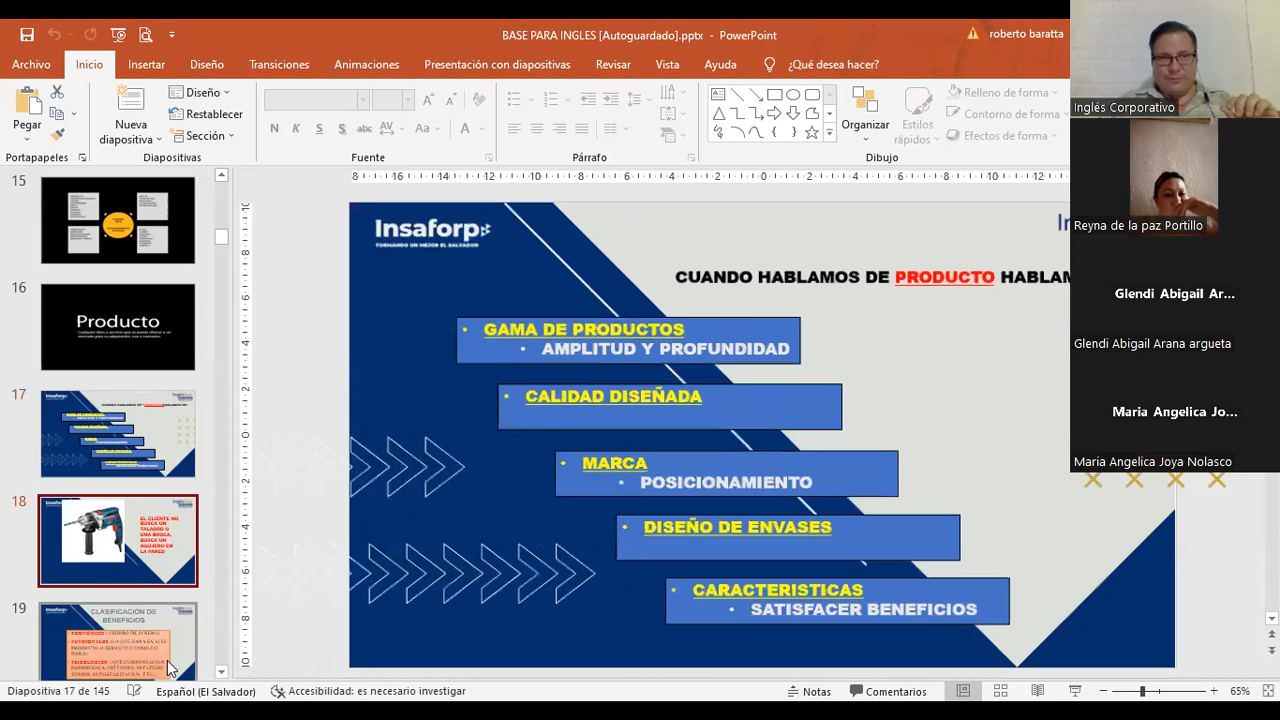 BASE PARA INGLES [Autoguardado].pptx - PowerPoint
roberto baratta
Archivo
Inicio
Insertar
Diseño
Transiciones
Animaciones
Presentación con diapositivas
Revisar
Vista
Ayuda
¿Qué desea hacer?
Pegar
Nueva diapositiva
Diseño
Restablecer
Sección
N K S S abc AV Aa A
Organizar
Estilos rápidos
Relleno de forma
Contorno de forma
Efectos de forma
Portapapeles
Diapositivas
Fuente
Párrafo
Dibujo
15
16
Producto
17
18
EL CLIENTE NO
BUSCA UN
TALADRO O
UNA BROCA,
BUSCA UN
AGUJERO EN
LA PARED
19
CLASIFICACIÓN DE
BENEFICIOS
Insaforp
FORMANDO UN MEJOR EL SALVADOR
CUANDO HABLAMOS DE PRODUCTO HABLAM
• GAMA DE PRODUCTOS
• AMPLITUD Y PROFUNDIDAD
• CALIDAD DISEÑADA
• MARCA
• POSICIONAMIENTO
• DISEÑO DE ENVASES
• CARACTERISTICAS
• SATISFACER BENEFICIOS
Inglés Corporativo
Reyna de la paz Portillo
Glendi Abigail Ar...
Glendi Abigail Arana argueta
Maria Angelica Jo...
Maria Angelica Joya Nolasco
Diapositiva 17 de 145
Español (El Salvador)
Accesibilidad: es necesario investigar
Notas
Comentarios
65%